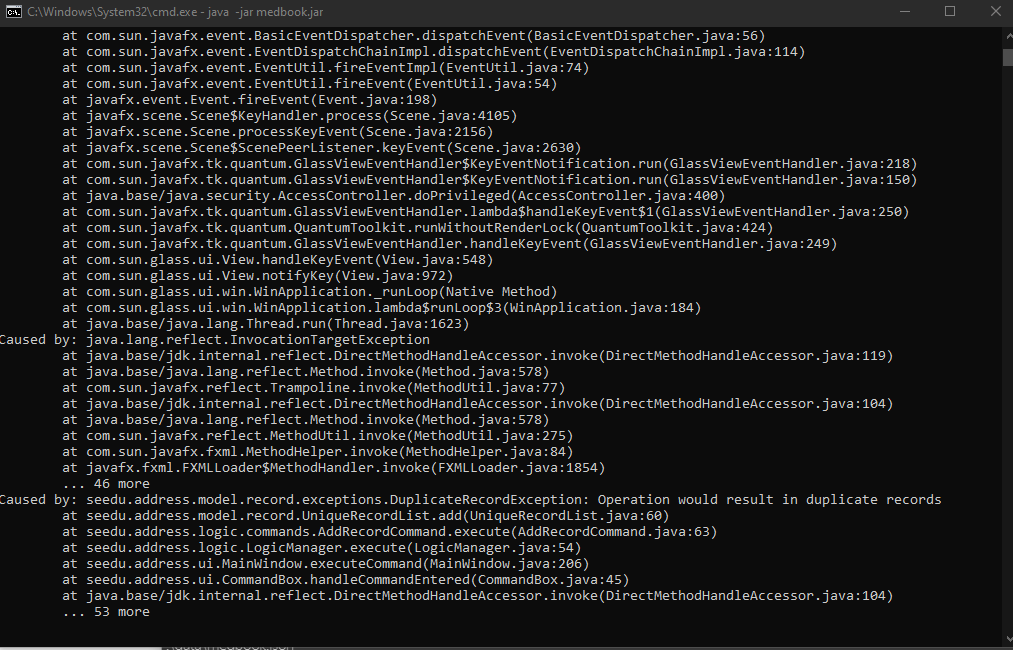 C:\Windows\System32\cmd.exe - java  -jar medbook.jar
at com.sun.javafx.event.BasicEventDispatcher.dispatchEvent(BasicEventDispatcher.java:56)
at com.sun.javafx.event.EventDispatchChainImpl.dispatchEvent(EventDispatchChainImpl.java:114)
at com.sun.javafx.event.EventUtil.fireEventImpl(EventUtil.java:74)
at com.sun.javafx.event.EventUtil.fireEvent(EventUtil.java:54)
at javafx.event.Event.fireEvent(Event.java:198)
at javafx.scene.Scene$KeyHandler.process(Scene.java:4105)
at javafx.scene.Scene.processKeyEvent(Scene.java:2156)
at javafx.scene.Scene$ScenePeerListener.keyEvent(Scene.java:2630)
at com.sun.javafx.tk.quantum.GlassViewEventHandler$KeyEventNotification.run(GlassViewEventHandler.java:218)
at com.sun.javafx.tk.quantum.GlassViewEventHandler$KeyEventNotification.run(GlassViewEventHandler.java:150)
at java.base/java.security.AccessController.doPrivileged(AccessController.java:400)
at com.sun.javafx.tk.quantum.GlassViewEventHandler.lambda$handleKeyEvent$1(GlassViewEventHandler.java:250)
at com.sun.javafx.tk.quantum.QuantumToolkit.runWithoutRenderLock(QuantumToolkit.java:424)
at com.sun.javafx.tk.quantum.GlassViewEventHandler.handleKeyEvent(GlassViewEventHandler.java:249)
at com.sun.glass.ui.View.handleKeyEvent(View.java:548)
at com.sun.glass.ui.View.notifyKey(View.java:972)
at com.sun.glass.ui.win.WinApplication._runLoop(Native Method)
at com.sun.glass.ui.win.WinApplication.lambda$runLoop$3(WinApplication.java:184)
at java.base/java.lang.Thread.run(Thread.java:1623)
Caused by: java.lang.reflect.InvocationTargetException
at java.base/jdk.internal.reflect.DirectMethodHandleAccessor.invoke(DirectMethodHandleAccessor.java:119)
at java.base/java.lang.reflect.Method.invoke(Method.java:578)
at com.sun.javafx.reflect.Trampoline.invoke(MethodUtil.java:77)
at java.base/jdk.internal.reflect.DirectMethodHandleAccessor.invoke(DirectMethodHandleAccessor.java:104)
at java.base/java.lang.reflect.Method.invoke(Method.java:578)
at com.sun.javafx.reflect.MethodUtil.invoke(MethodUtil.java:275)
at com.sun.javafx.fxml.MethodHelper.invoke(MethodHelper.java:84)
at javafx.fxml.FXMLLoader$MethodHandler.invoke(FXMLLoader.java:1854)
... 46 more
Caused by: seedu.address.model.record.exceptions.DuplicateRecordException: Operation would result in duplicate records
at seedu.address.model.record.UniqueRecordList.add(UniqueRecordList.java:60)
at seedu.address.logic.commands.AddRecordCommand.execute(AddRecordCommand.java:63)
at seedu.address.logic.LogicManager.execute(LogicManager.java:54)
at seedu.address.ui.MainWindow.executeCommand(MainWindow.java:206)
at seedu.address.ui.CommandBox.handleCommandEntered(CommandBox.java:45)
at java.base/jdk.internal.reflect.DirectMethodHandleAccessor.invoke(DirectMethodHandleAccessor.java:104)
... 53 more